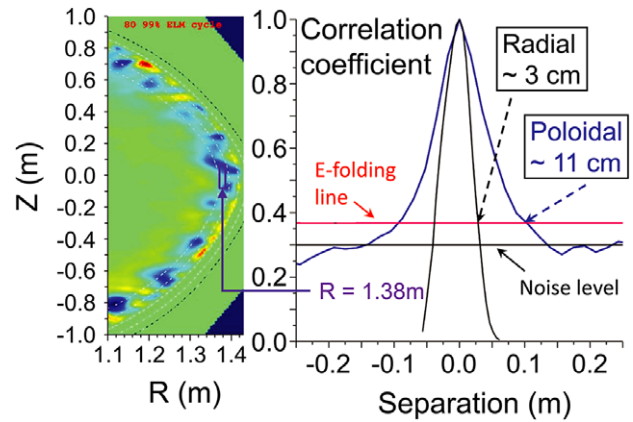 80 99% ELM cycle
Z (m)
1.0
0.8
0.6
0.4
0.2
0.0
-0.2
-0.4
-0.6
-0.8
-1.0
1.1 1.2 1.3 1.4
R (m)
R = 1.38m
Correlation
coefficient
Radial
~ 3 cm
Poloidal
~ 11 cm
E-folding
line
Noise level
1.0
0.8
0.6
0.4
0.2
0.0
-0.2 -0.1 0.0 0.1 0.2
Separation (m)